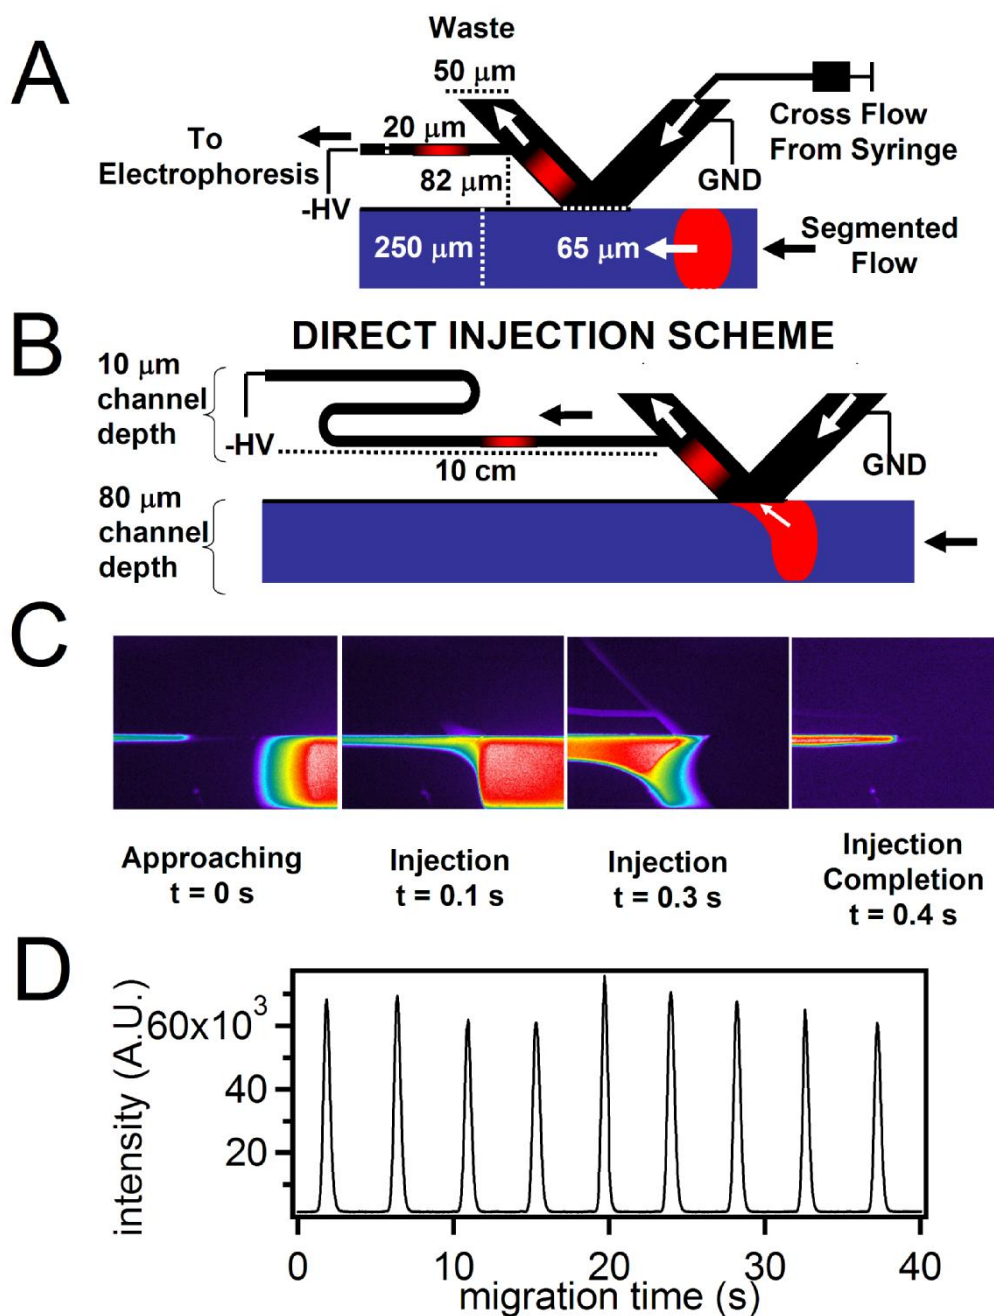 A
Waste
50 μm
20 μm
To
Electrophoresis
-HV
82 μm
Cross Flow
From Syringe
GND
250 μm
65 μm
Segmented
Flow
B
DIRECT INJECTION SCHEME
10 μm
channel
depth
-HV
10 cm
GND
80 μm
channel
depth
C
Approaching
t = 0 s
Injection
t = 0.1 s
Injection
t = 0.3 s
Injection
Completion
t = 0.4 s
D
intensity (A.U.)
60x10³
40
20
0
10
20
30
40
migration time (s)